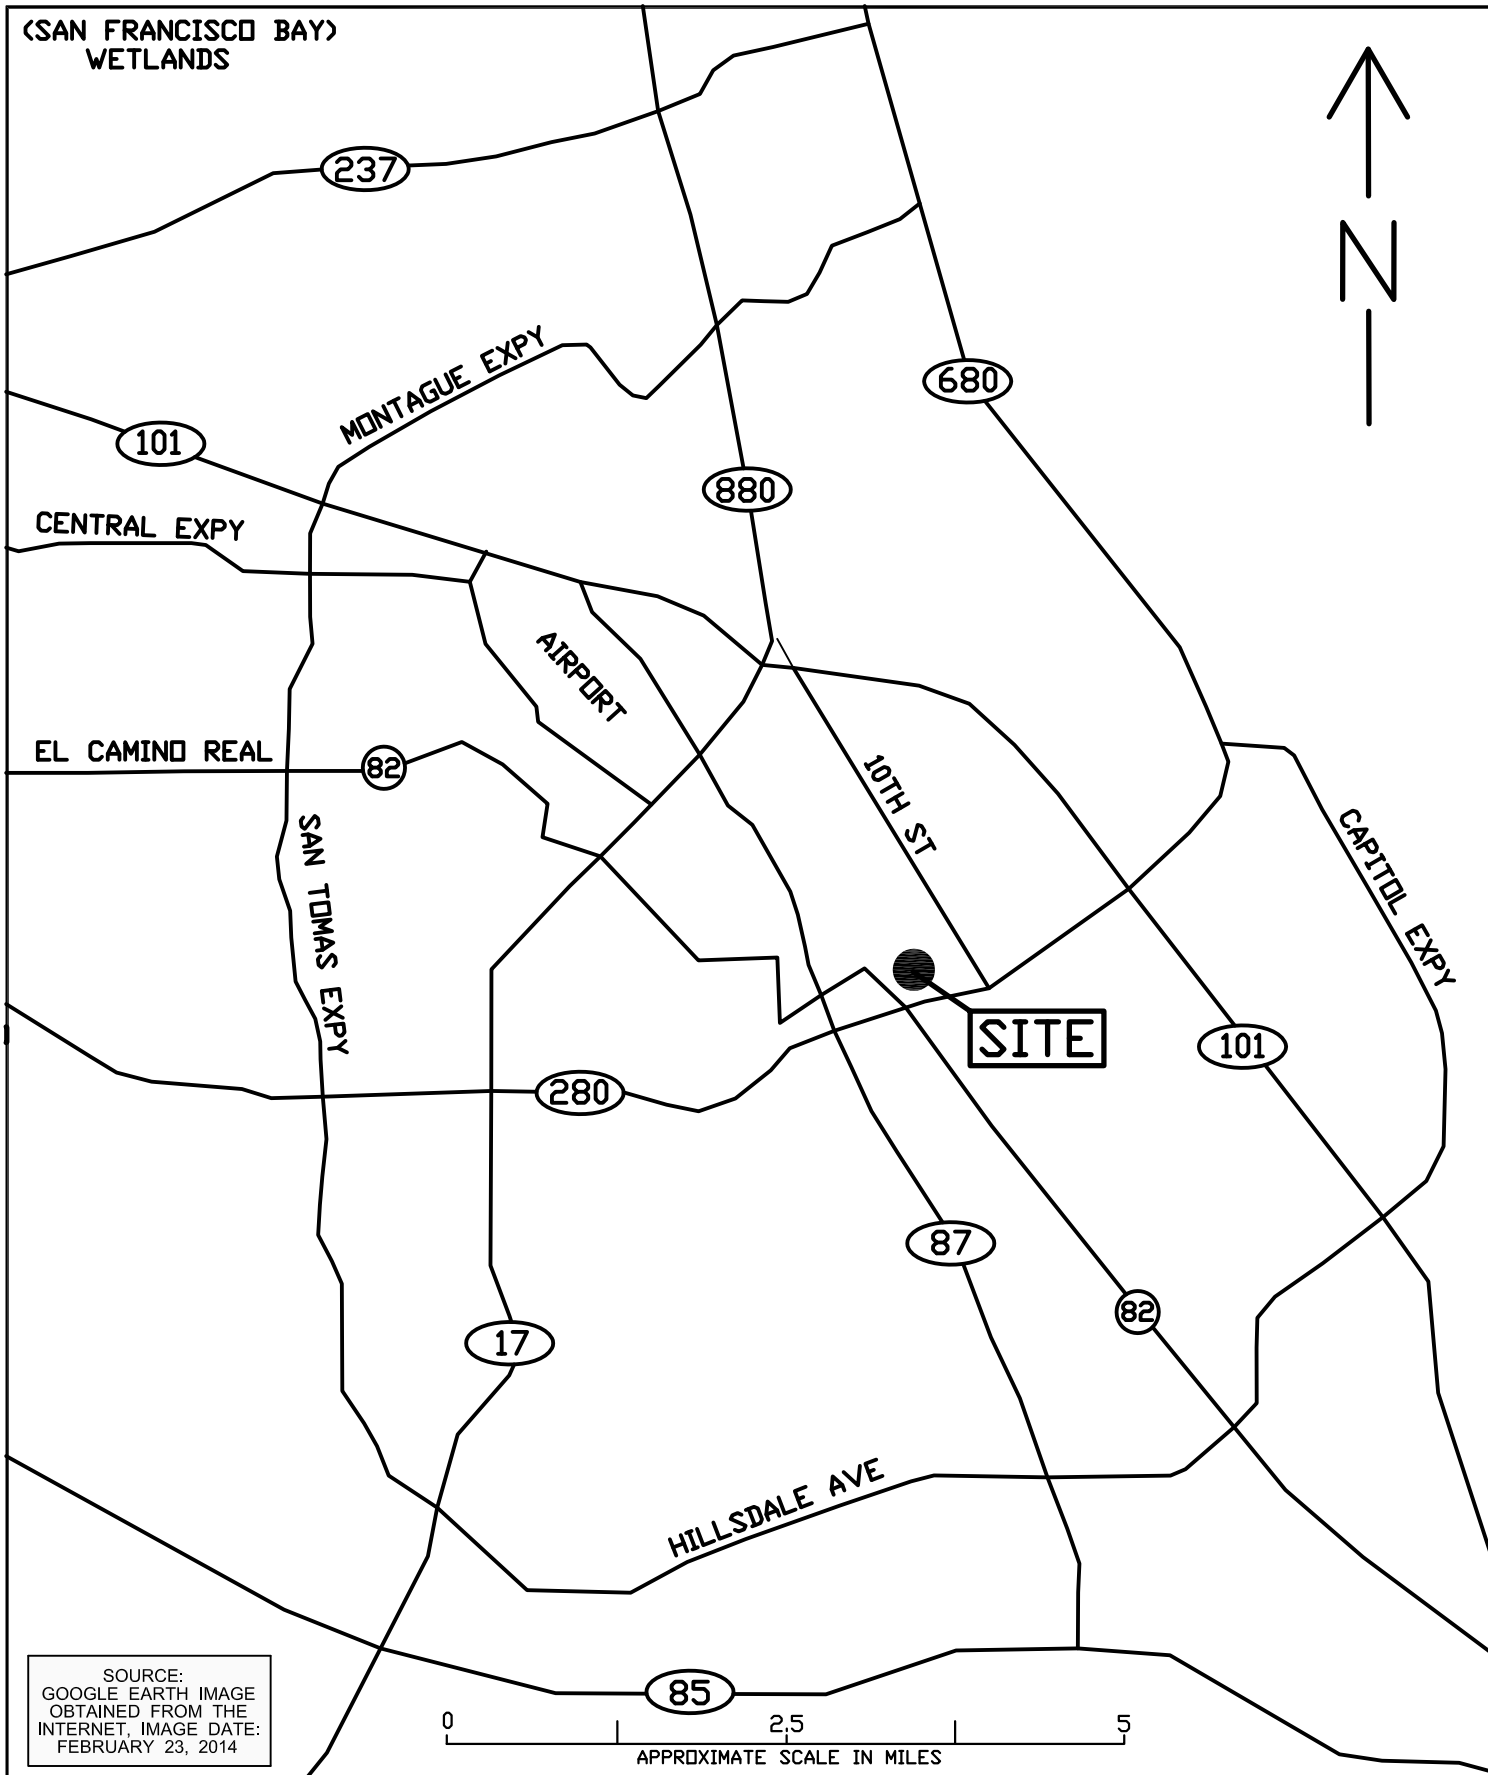 (SAN FRANCISCO BAY)
WETLANDS
237
N
MONTAGUE EXPY
680
101
880
CENTRAL EXPY
AIRPORT
EL CAMINO REAL
82
10TH ST
SAN TOMAS EXPY
CAPITOL EXPY
SITE
101
280
87
82
17
HILLSDALE AVE
85
SOURCE:
GOOGLE EARTH IMAGE
OBTAINED FROM THE
INTERNET, IMAGE DATE:
FEBRUARY 23, 2014
0 2.5 5
APPROXIMATE SCALE IN MILES